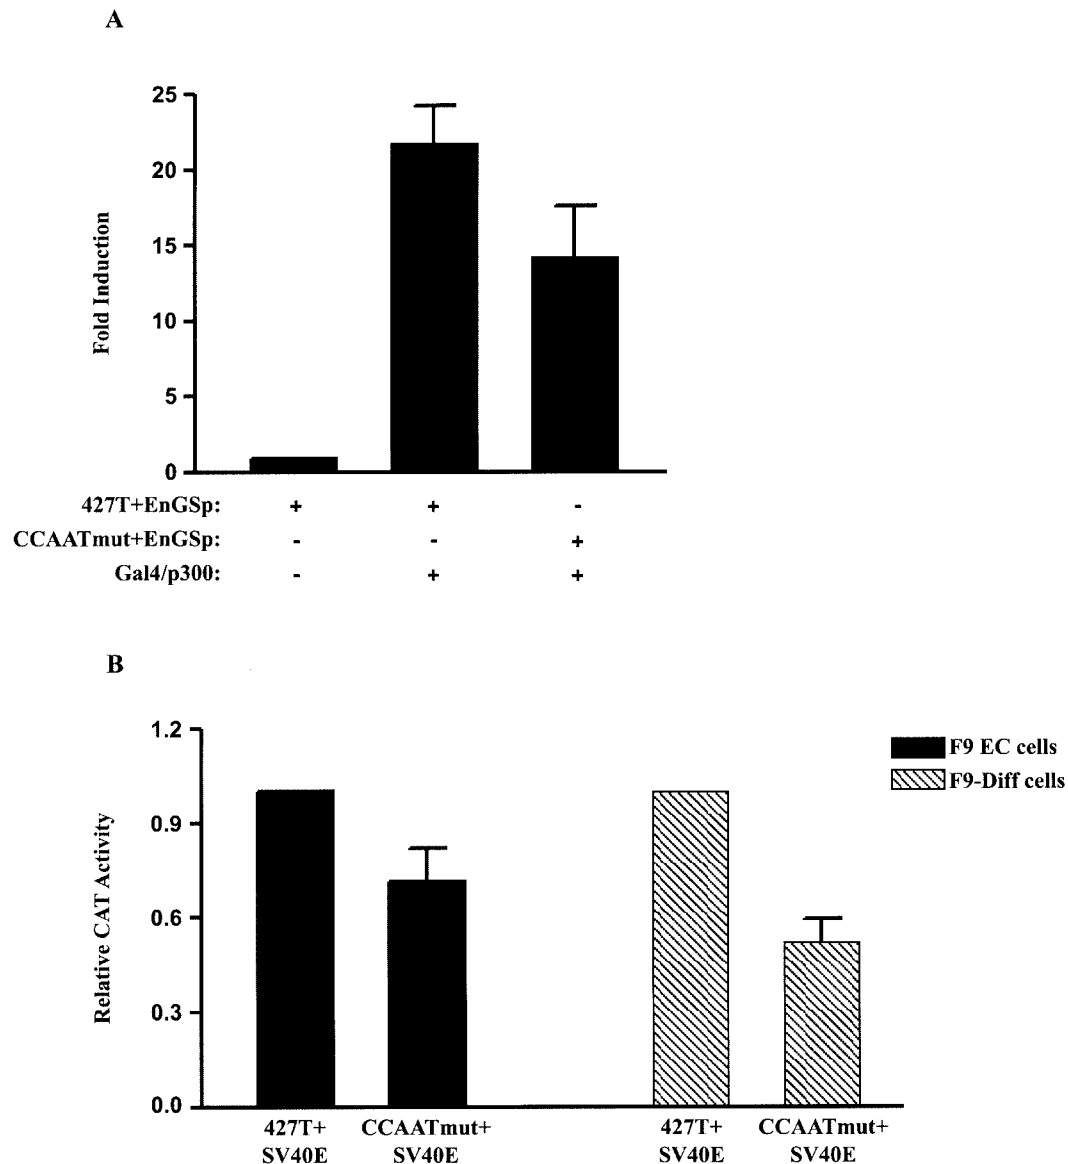 A
25
20
15
10
5
0
Fold Induction
427T+EnGSp: + + -
CCAATmut+EnGSp: - - +
Gal4/p300: - + +
B
1.2
0.9
0.6
0.3
0.0
Relative CAT Activity
F9 EC cells
F9-Diff cells
427T+ CCAATmut+ 427T+ CCAATmut+
SV40E SV40E SV40E SV40E